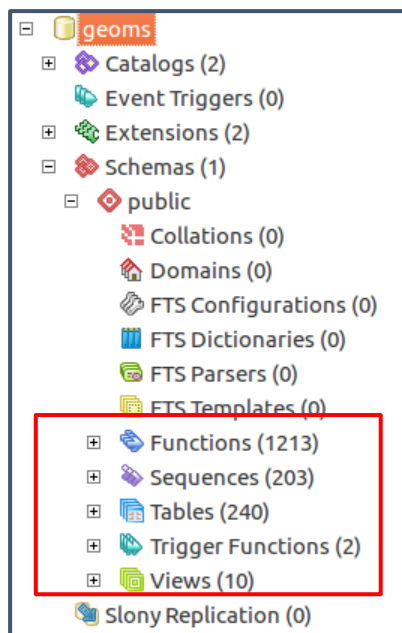 geoms
Catalogs (2)
Event Triggers (0)
Extensions (2)
Schemas (1)
public
Collations (0)
Domains (0)
FTS Configurations (0)
FTS Dictionaries (0)
FTS Parsers (0)
FTS Templates (0)
Functions (1213)
Sequences (203)
Tables (240)
Trigger Functions (2)
Views (10)
Slony Replication (0)